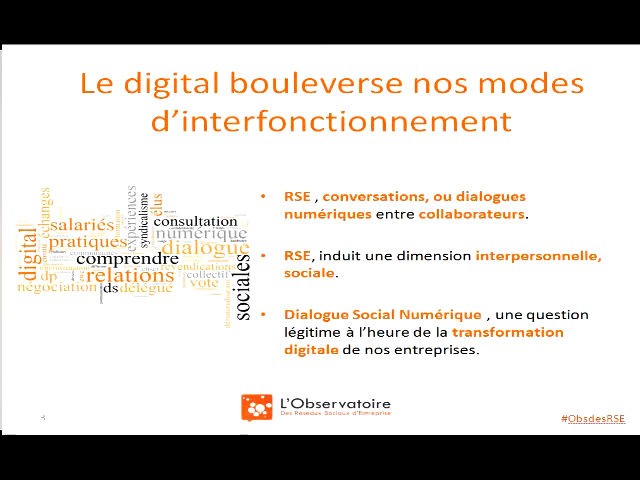 Le digital bouleverse nos modes
d’interfonctionnement
échanges
digital
salariés
pratiques
comprendre
relations
dp
négociation
ds
délégué
expériences
syndicalisme
élus
consultation
numérique
dialogue
revendications
collectif
vote
sociales
• RSE , conversations, ou dialogues
numériques entre collaborateurs.
• RSE, induit une dimension interpersonnelle,
sociale.
• Dialogue Social Numérique , une question
légitime à l’heure de la transformation
digitale de nos entreprises.
L’Observatoire
Des Réseaux Sociaux d’Entreprise
#ObsdesRSE